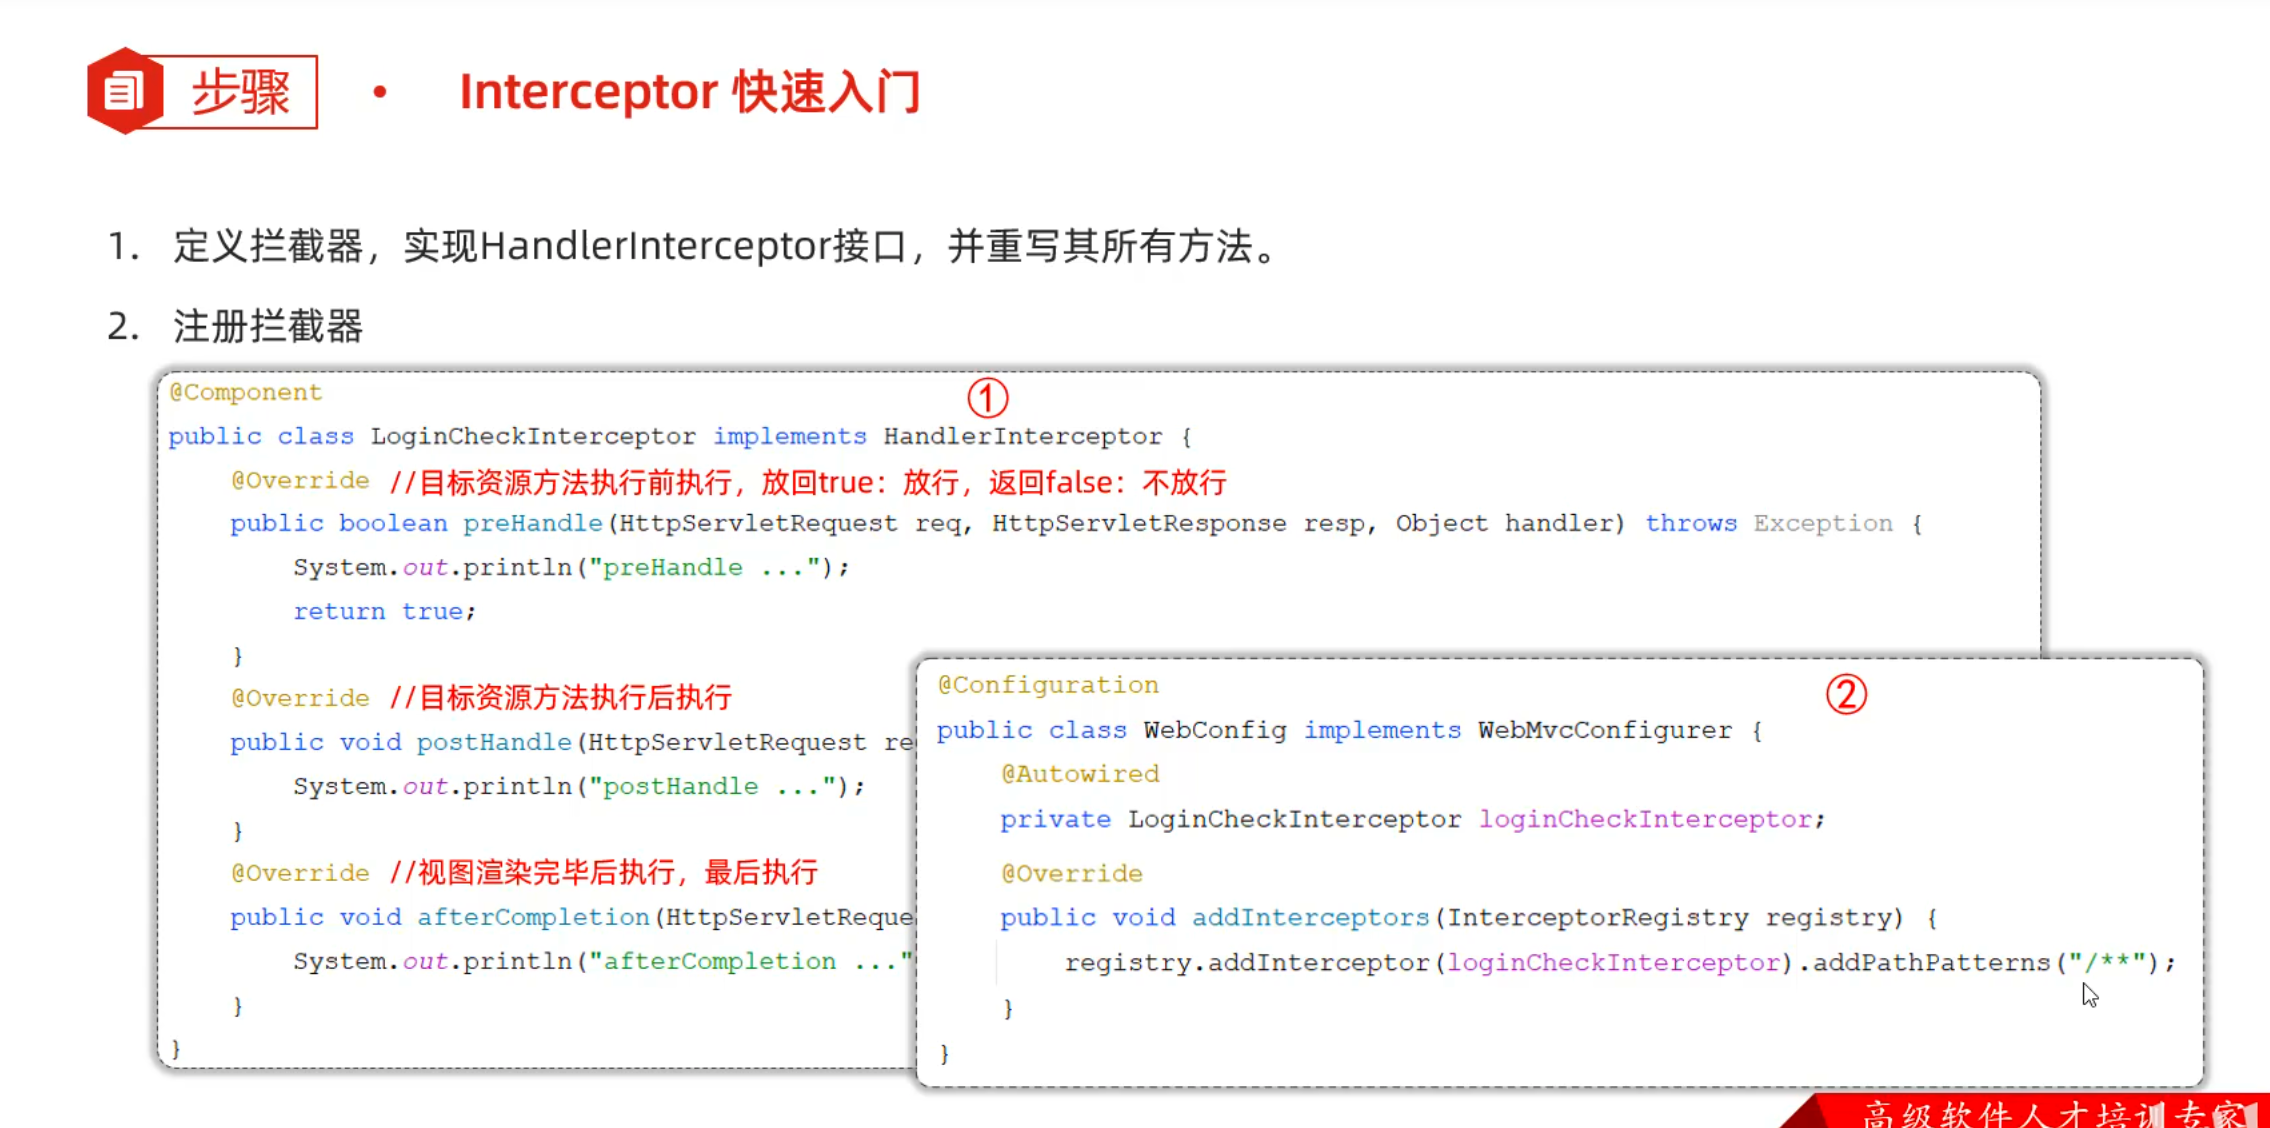 步骤
Interceptor 快速入门
1. 定义拦截器，实现HandlerInterceptor接口，并重写其所有方法。
2. 注册拦截器
①
@Component
public class LoginCheckInterceptor implements HandlerInterceptor {
@Override //目标资源方法执行前执行，放回true：放行，返回false：不放行
public boolean preHandle(HttpServletRequest req, HttpServletResponse resp, Object handler) throws Exception {
System.out.println("preHandle ...");
return true;
}
@Override //目标资源方法执行后执行
public void postHandle(HttpServletRequest re
System.out.println("postHandle ...");
}
@Override //视图渲染完毕后执行，最后执行
public void afterCompletion(HttpServletReque
System.out.println("afterCompletion ..."
}
}
②
@Configuration
public class WebConfig implements WebMvcConfigurer {
@Autowired
private LoginCheckInterceptor loginCheckInterceptor;
@Override
public void addInterceptors(InterceptorRegistry registry) {
registry.addInterceptor(loginCheckInterceptor).addPathPatterns("/**");
}
}
高级软件人才培训专家